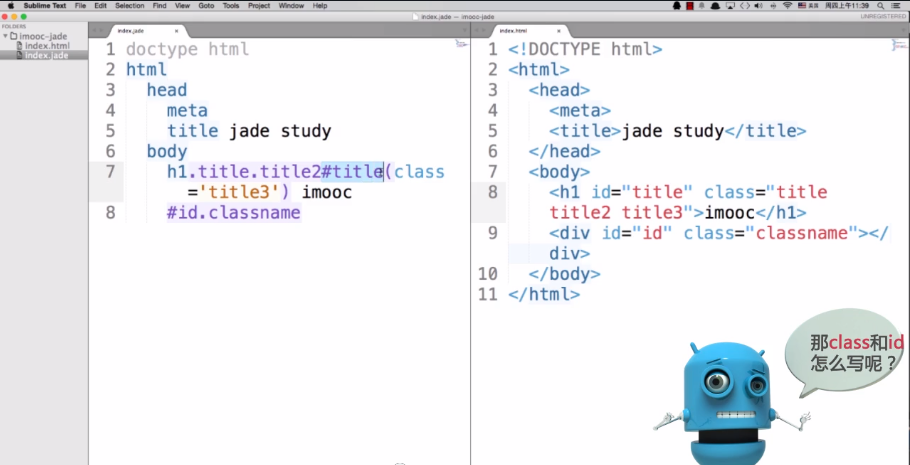 Sublime Text File Edit Selection Find View Goto Tools Project Window Help
周四上午11:39
index.jade — imooc-jade
UNREGISTERED
FOLDERS
imooc-jade
index.html
index.jade
index.jade
1 doctype html
2 html
3 head
4 meta
5 title jade study
6 body
7 h1.title.title2#title(class
='title3') imooc
8 #id.classname
index.html
1 <!DOCTYPE html>
2 <html>
3 <head>
4 <meta>
5 <title>jade study</title>
6 </head>
7 <body>
8 <h1 id="title" class="title
title2 title3">imooc</h1>
9 <div id="id" class="classname"></
div>
10 </body>
11 </html>
那class和id
怎么写呢？